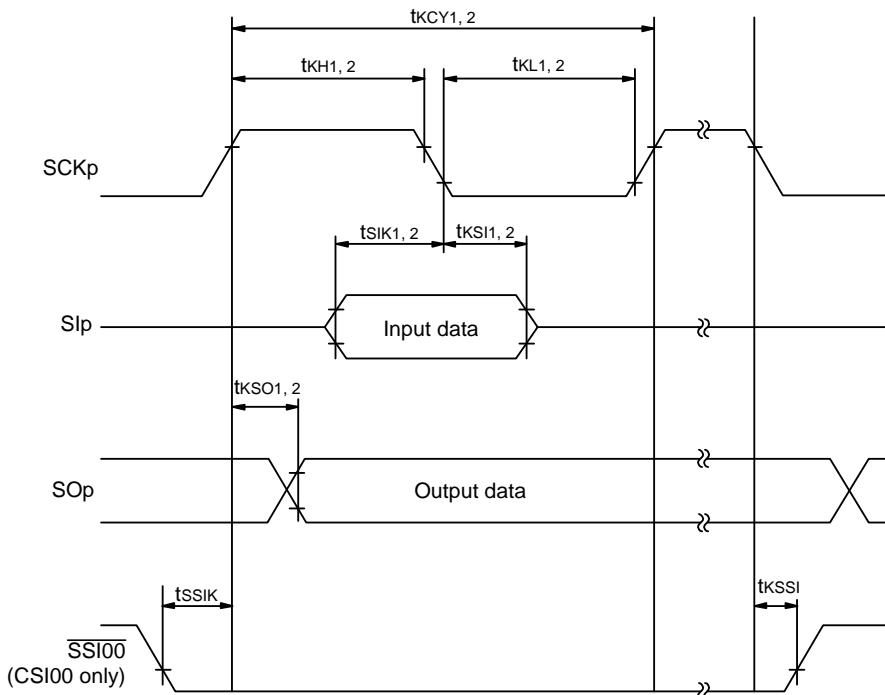 tKCY1, 2
tKH1, 2
tKL1, 2
SCKp
tSIK1, 2
tKSI1, 2
SIp
Input data
tKSO1, 2
SOp
Output data
tSSIK
tKSSI
SSI00
(CSI00 only)